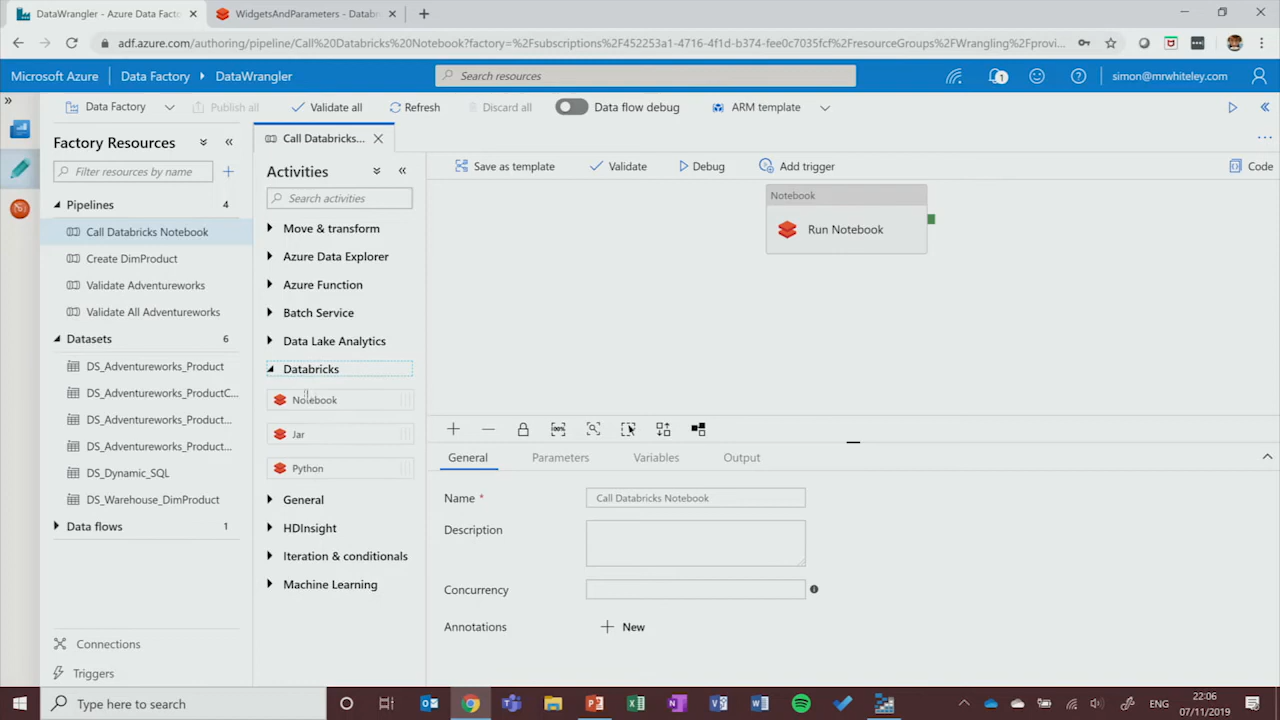 DataWrangler - Azure Data Facto
WidgetsAndParameters - Databri
adf.azure.com/authoring/pipeline/Call%20Databricks%20Notebook?factory=%2Fsubscriptions%2F452253a1-4716-4f1d-b374-fee0c7035fcf%2FresourceGroups%2FWrangling%2Fprovi...
Microsoft Azure
Data Factory
DataWrangler
Search resources
1
simon@mrwhiteley.com
Data Factory
Publish all
Validate all
Refresh
Discard all
Data flow debug
ARM template
Factory Resources
Filter resources by name
Pipelines 4
Call Databricks Notebook
Create DimProduct
Validate Adventureworks
Validate All Adventureworks
Datasets 6
DS_Adventureworks_Product
DS_Adventureworks_ProductC...
DS_Adventureworks_Product...
DS_Adventureworks_Product...
DS_Dynamic_SQL
DS_Warehouse_DimProduct
Data flows 1
Connections
Triggers
Call Databricks...
Activities
Search activities
Move & transform
Azure Data Explorer
Azure Function
Batch Service
Data Lake Analytics
Databricks
Notebook
Jar
Python
General
HDInsight
Iteration & conditionals
Machine Learning
Save as template
Validate
Debug
Add trigger
Code
Notebook
Run Notebook
100%
General
Parameters
Variables
Output
Name *
Call Databricks Notebook
Description
Concurrency
Annotations
New
Type here to search
ENG
22:06
07/11/2019